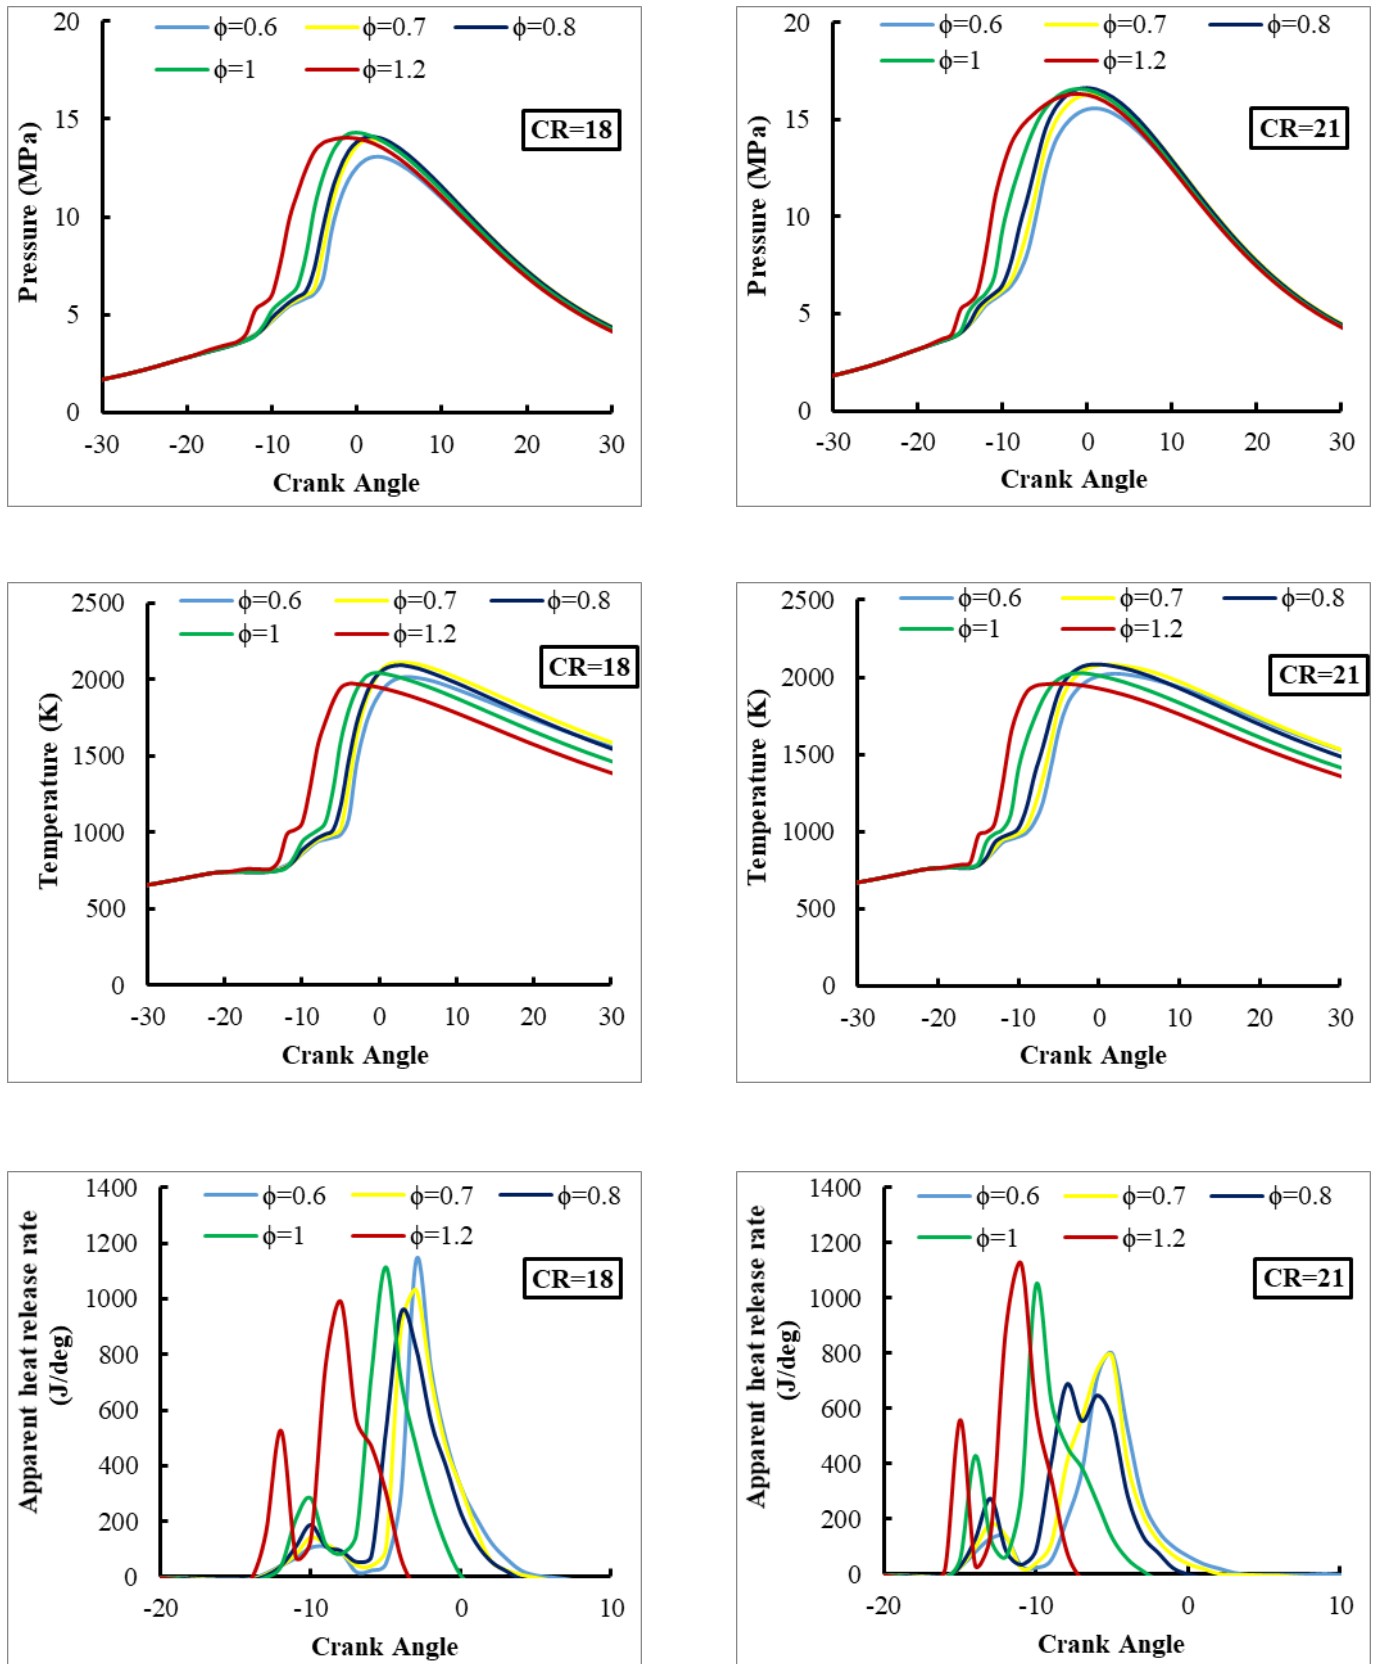 20
15
10
5
0
Pressure (MPa)
ϕ=0.6 ϕ=0.7 ϕ=0.8
ϕ=1 ϕ=1.2
CR=18
-30 -20 -10 0 10 20 30
Crank Angle
20
15
10
5
0
Pressure (MPa)
ϕ=0.6 ϕ=0.7 ϕ=0.8
ϕ=1 ϕ=1.2
CR=21
-30 -20 -10 0 10 20 30
Crank Angle
2500
2000
1500
1000
500
0
Temperature (K)
ϕ=0.6 ϕ=0.7 ϕ=0.8
ϕ=1 ϕ=1.2
CR=18
-30 -20 -10 0 10 20 30
Crank Angle
2500
2000
1500
1000
500
0
Temperature (K)
ϕ=0.6 ϕ=0.7 ϕ=0.8
ϕ=1 ϕ=1.2
CR=21
-30 -20 -10 0 10 20 30
Crank Angle
1400
1200
1000
800
600
400
200
0
Apparent heat release rate
(J/deg)
ϕ=0.6 ϕ=0.7 ϕ=0.8
ϕ=1 ϕ=1.2
CR=18
-20 -10 0 10
Crank Angle
1400
1200
1000
800
600
400
200
0
Apparent heat release rate
(J/deg)
ϕ=0.6 ϕ=0.7 ϕ=0.8
ϕ=1 ϕ=1.2
CR=21
-20 -10 0 10
Crank Angle